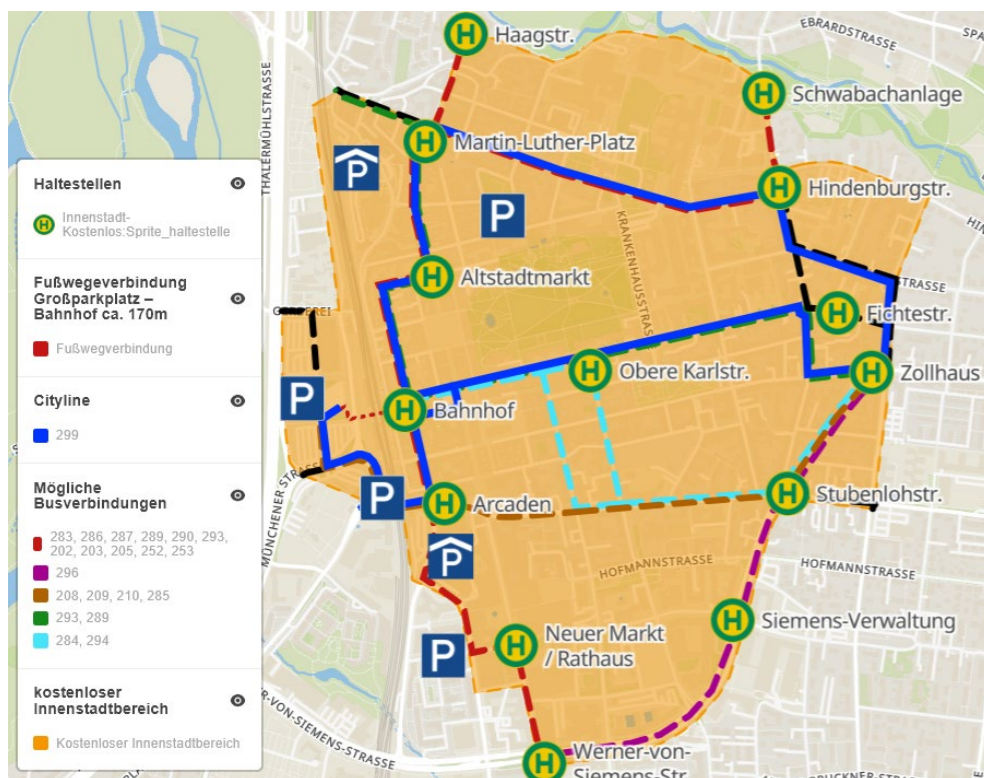 Haltestellen
H
Innenstadt-
Kostenlos:Sprite_haltestelle
Fußwegeverbindung
Großparkplatz –
Bahnhof ca. 170m
Fußwegverbindung
Cityline
299
Mögliche
Busverbindungen
283, 286, 287, 289, 290, 293,
202, 203, 205, 252, 253
296
208, 209, 210, 285
293, 289
284, 294
kostenloser
Innenstadtbereich
Kostenloser Innenstadtbereich
H Haagstr.
EBRARDSTRASSE
H Schwabachanlage
THALERMÜHLSTRASSE
H Martin-Luther-Platz
P
P
H Hindenburgstr.
KRANKENHAUSSTRASSE
H Altstadtmarkt
STRASSE
H Fichtestr.
H Obere Karlstr.
H Zollhaus
P
H Bahnhof
MÜNCHENER STRASSE
P
H Arcaden
H Stubenlohstr.
P
HOFMANNSTRASSE
HOFMANNSTRASSE
H Siemens-Verwaltung
P
H Neuer Markt
/ Rathaus
ER-VON-SIEMENS-STRASSE
H Werner-von-
Siemens-Str.